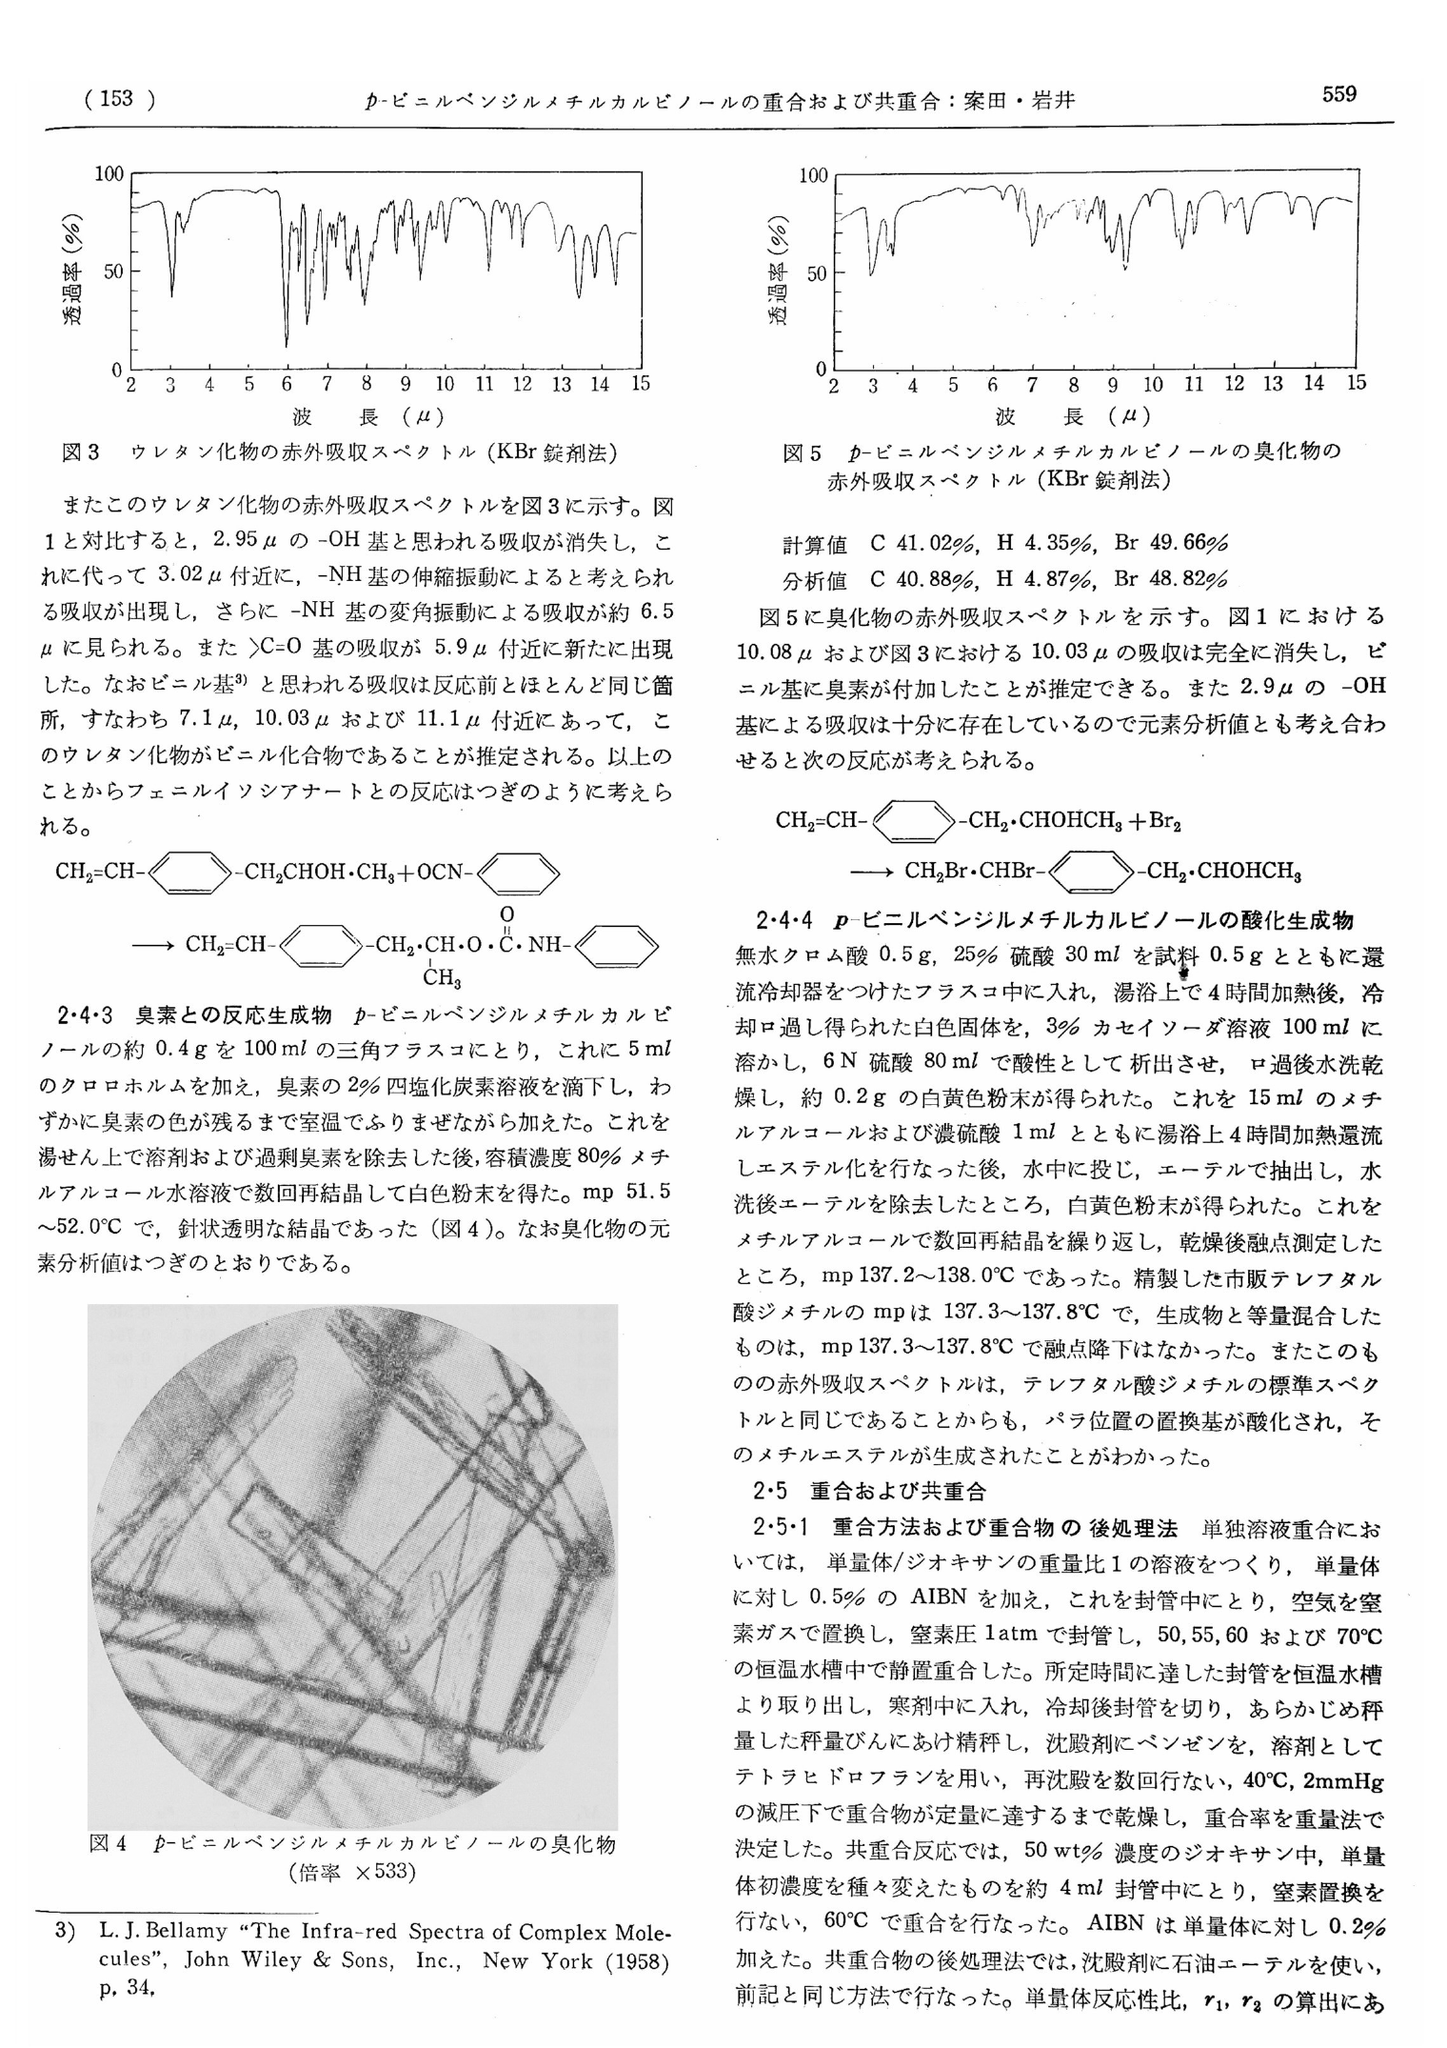 (153)
p-ビニルベンジルメチルカルビノールの重合および共重合：案田・岩井
559
100
50
0
透過率(%)
2 3 4 5 6 7 8 9 10 11 12 13 14 15
波 長 (μ)
図3 ウレタン化物の赤外吸収スペクトル (KBr 錠剤法)
またこのウレタン化物の赤外吸収スペクトルを図3に示す。図
1と対比すると，2.95μ の -OH 基と思われる吸収が消失し，こ
れに代って 3.02μ 付近に，-NH基の伸縮振動によると考えられ
る吸収が出現し，さらに -NH 基の変角振動による吸収が約 6.5
μ に見られる。また >C=O 基の吸収が 5.9μ 付近に新たに出現
した。なおビニル基3) と思われる吸収は反応前とほとんど同じ箇
所，すなわち 7.1μ, 10.03μ および 11.1μ 付近にあって，こ
のウレタン化物がビニル化合物であることが推定される。以上の
ことからフェニルイソシアナートとの反応はつぎのように考えら
れる。
CH2=CH- -CH2CHOH·CH3+OCN-
O
→ CH2=CH- -CH2·CH·O·C·NH-
CH3
2·4·3 臭素との反応生成物 p-ビニルベンジルメチルカルビ
ノールの約 0.4g を 100ml の三角フラスコにとり，これに 5ml
のクロロホルムを加え，臭素の 2% 四塩化炭素溶液を滴下し，わ
ずかに臭素の色が残るまで室温でふりまぜながら加えた。これを
湯せん上で溶剤および過剰臭素を除去した後，容積濃度 80% メチ
ルアルコール水溶液で数回再結晶して白色粉末を得た。mp 51.5
～52.0℃ で，針状透明な結晶であった (図4)。なお臭化物の元
素分析値はつぎのとおりである。
図4 p-ビニルベンジルメチルカルビノールの臭化物
(倍率 ×533)
3) L. J. Bellamy “The Infra-red Spectra of Complex Mole-
cules”, John Wiley & Sons, Inc., New York (1958)
p. 34.
100
50
0
透過率(%)
2 3 4 5 6 7 8 9 10 11 12 13 14 15
波 長 (μ)
図5 p-ビニルベンジルメチルカルビノールの臭化物の
赤外吸収スペクトル (KBr 錠剤法)
計算値 C 41.02%, H 4.35%, Br 49.66%
分析値 C 40.88%, H 4.87%, Br 48.82%
図5に臭化物の赤外吸収スペクトルを示す。図1における
10.08μ および図3における 10.03μ の吸収は完全に消失し，ビ
ニル基に臭素が付加したことが推定できる。また 2.9μ の -OH
基による吸収は十分に存在しているので元素分析値とも考え合わ
せると次の反応が考えられる。
CH2=CH- -CH2·CHOHCH3+Br2
→ CH2Br·CHBr- -CH2·CHOHCH3
2·4·4 p-ビニルベンジルメチルカルビノールの酸化生成物
無水クロム酸 0.5g, 25% 硫酸 30ml を試料 0.5g とともに還
流冷却器をつけたフラスコ中に入れ，湯浴上で4時間加熱後，冷
却ロ過し得られた白色固体を，3% カセイソーダ溶液 100ml に
溶かし，6N 硫酸 80ml で酸性として析出させ，ロ過後水洗乾
燥し，約 0.2g の白黄色粉末が得られた。これを 15ml のメチ
ルアルコールおよび濃硫酸 1ml とともに湯浴上4時間加熱還流
しエステル化を行なった後，水中に投じ，エーテルで抽出し，水
洗後エーテルを除去したところ，白黄色粉末が得られた。これを
メチルアルコールで数回再結晶を繰り返し，乾燥後融点測定した
ところ，mp 137.2～138.0℃ であった。精製した市販テレフタル
酸ジメチルの mp は 137.3～137.8℃ で，生成物と等量混合した
ものは，mp 137.3～137.8℃ で融点降下はなかった。またこのも
のの赤外吸収スペクトルは，テレフタル酸ジメチルの標準スペク
トルと同じであることからも，パラ位置の置換基が酸化され，そ
のメチルエステルが生成されたことがわかった。
2·5 重合および共重合
2·5·1 重合方法および重合物の後処理法 単独溶液重合にお
いては，単量体/ジオキサンの重量比1の溶液をつくり，単量体
に対し 0.5% の AIBN を加え，これを封管中にとり，空気を窒
素ガスで置換し，窒素圧 1atm で封管し，50, 55, 60 および 70℃
の恒温水槽中で静置重合した。所定時間に達した封管を恒温水槽
より取り出し，寒剤中に入れ，冷却後封管を切り，あらかじめ秤
量した秤量びんにあけ精秤し，沈殿剤にベンゼンを，溶剤として
テトラヒドロフランを用い，再沈殿を数回行ない，40℃, 2mmHg
の減圧下で重合物が定量に達するまで乾燥し，重合率を重量法で
決定した。共重合反応では，50wt% 濃度のジオキサン中，単量
体初濃度を種々変えたものを約 4ml 封管中にとり，窒素置換を
行ない，60℃ で重合を行なった。AIBN は単量体に対し 0.2%
加えた。共重合物の後処理法では，沈殿剤に石油エーテルを使い，
前記と同じ方法で行なった。単量体反応性比，r1, r2 の算出にあ